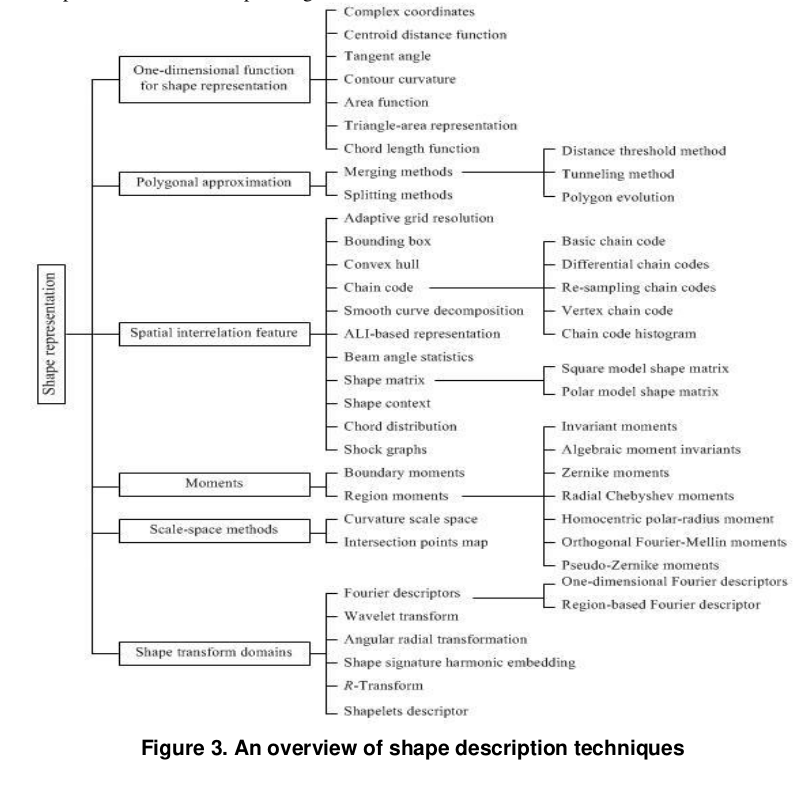 Complex coordinates
Centroid distance function
Tangent angle
One-dimensional function
for shape representation
Contour curvature
Area function
Triangle-area representation
Chord length function
Polygonal approximation
Merging methods
Distance threshold method
Tunneling method
Polygon evolution
Splitting methods
Shape representation
Spatial interrelation feature
Adaptive grid resolution
Bounding box
Convex hull
Chain code
Basic chain code
Differential chain codes
Re-sampling chain codes
Vertex chain code
Chain code histogram
Smooth curve decomposition
ALI-based representation
Beam angle statistics
Shape matrix
Square model shape matrix
Polar model shape matrix
Shape context
Chord distribution
Shock graphs
Moments
Boundary moments
Region moments
Invariant moments
Algebraic moment invariants
Zernike moments
Radial Chebyshev moments
Homocentric polar-radius moment
Orthogonal Fourier-Mellin moments
Pseudo-Zernike moments
Scale-space methods
Curvature scale space
Intersection points map
Shape transform domains
Fourier descriptors
One-dimensional Fourier descriptors
Region-based Fourier descriptor
Wavelet transform
Angular radial transformation
Shape signature harmonic embedding
R-Transform
Shapelets descriptor
Figure 3. An overview of shape description techniques